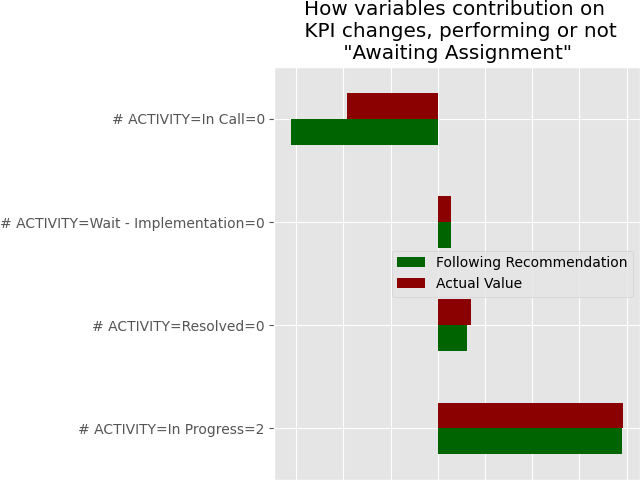 How variables contribution on
KPI changes, performing or not
"Awaiting Assignment"
# ACTIVITY=In Call=0
# ACTIVITY=Wait - Implementation=0
Following Recommendation
Actual Value
# ACTIVITY=Resolved=0
# ACTIVITY=In Progress=2